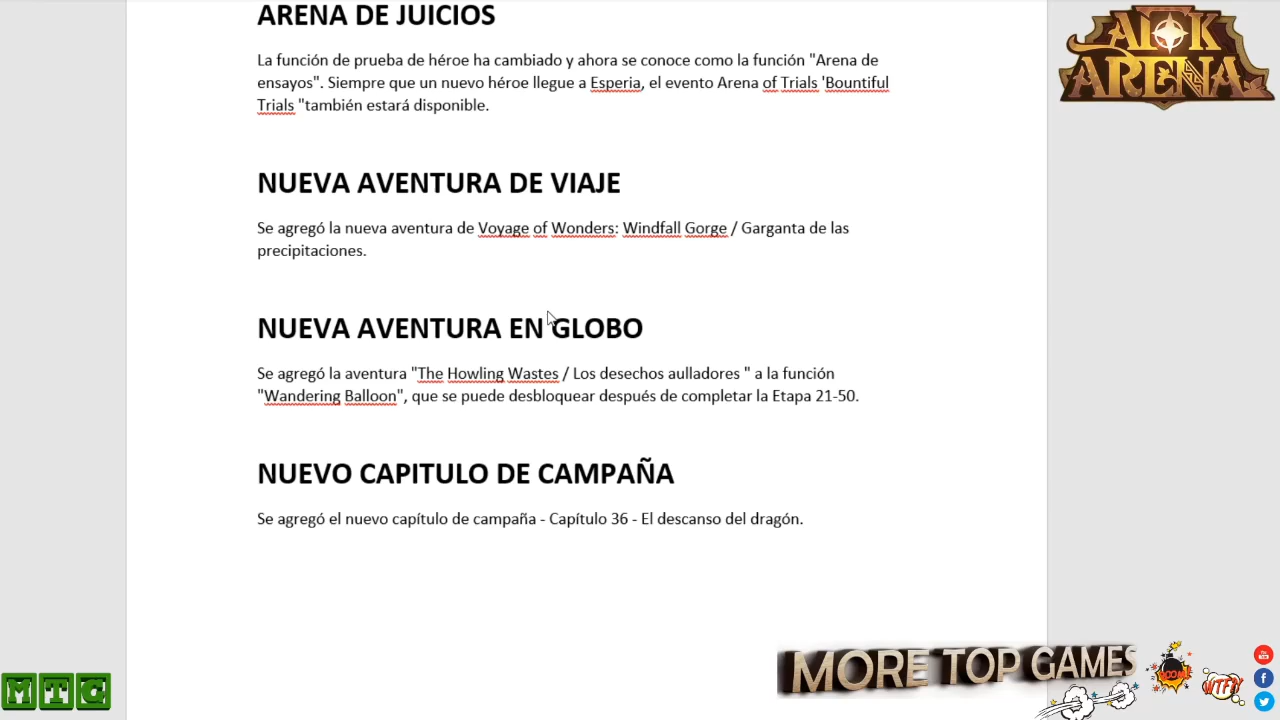 ARENA DE JUICIOS
AFK
ARENA
La función de prueba de héroe ha cambiado y ahora se conoce como la función "Arena de
ensayos". Siempre que un nuevo héroe llegue a Esperia, el evento Arena of Trials 'Bountiful
Trials "también estará disponible.
NUEVA AVENTURA DE VIAJE
Se agregó la nueva aventura de Voyage of Wonders: Windfall Gorge / Garganta de las
precipitaciones.
NUEVA AVENTURA EN GLOBO
Se agregó la aventura "The Howling Wastes / Los desechos aulladores " a la función
"Wandering Balloon", que se puede desbloquear después de completar la Etapa 21-50.
NUEVO CAPITULO DE CAMPAÑA
Se agregó el nuevo capítulo de campaña - Capítulo 36 - El descanso del dragón.
MTG
MORE TOP GAMES
BOOM!
WTF?!